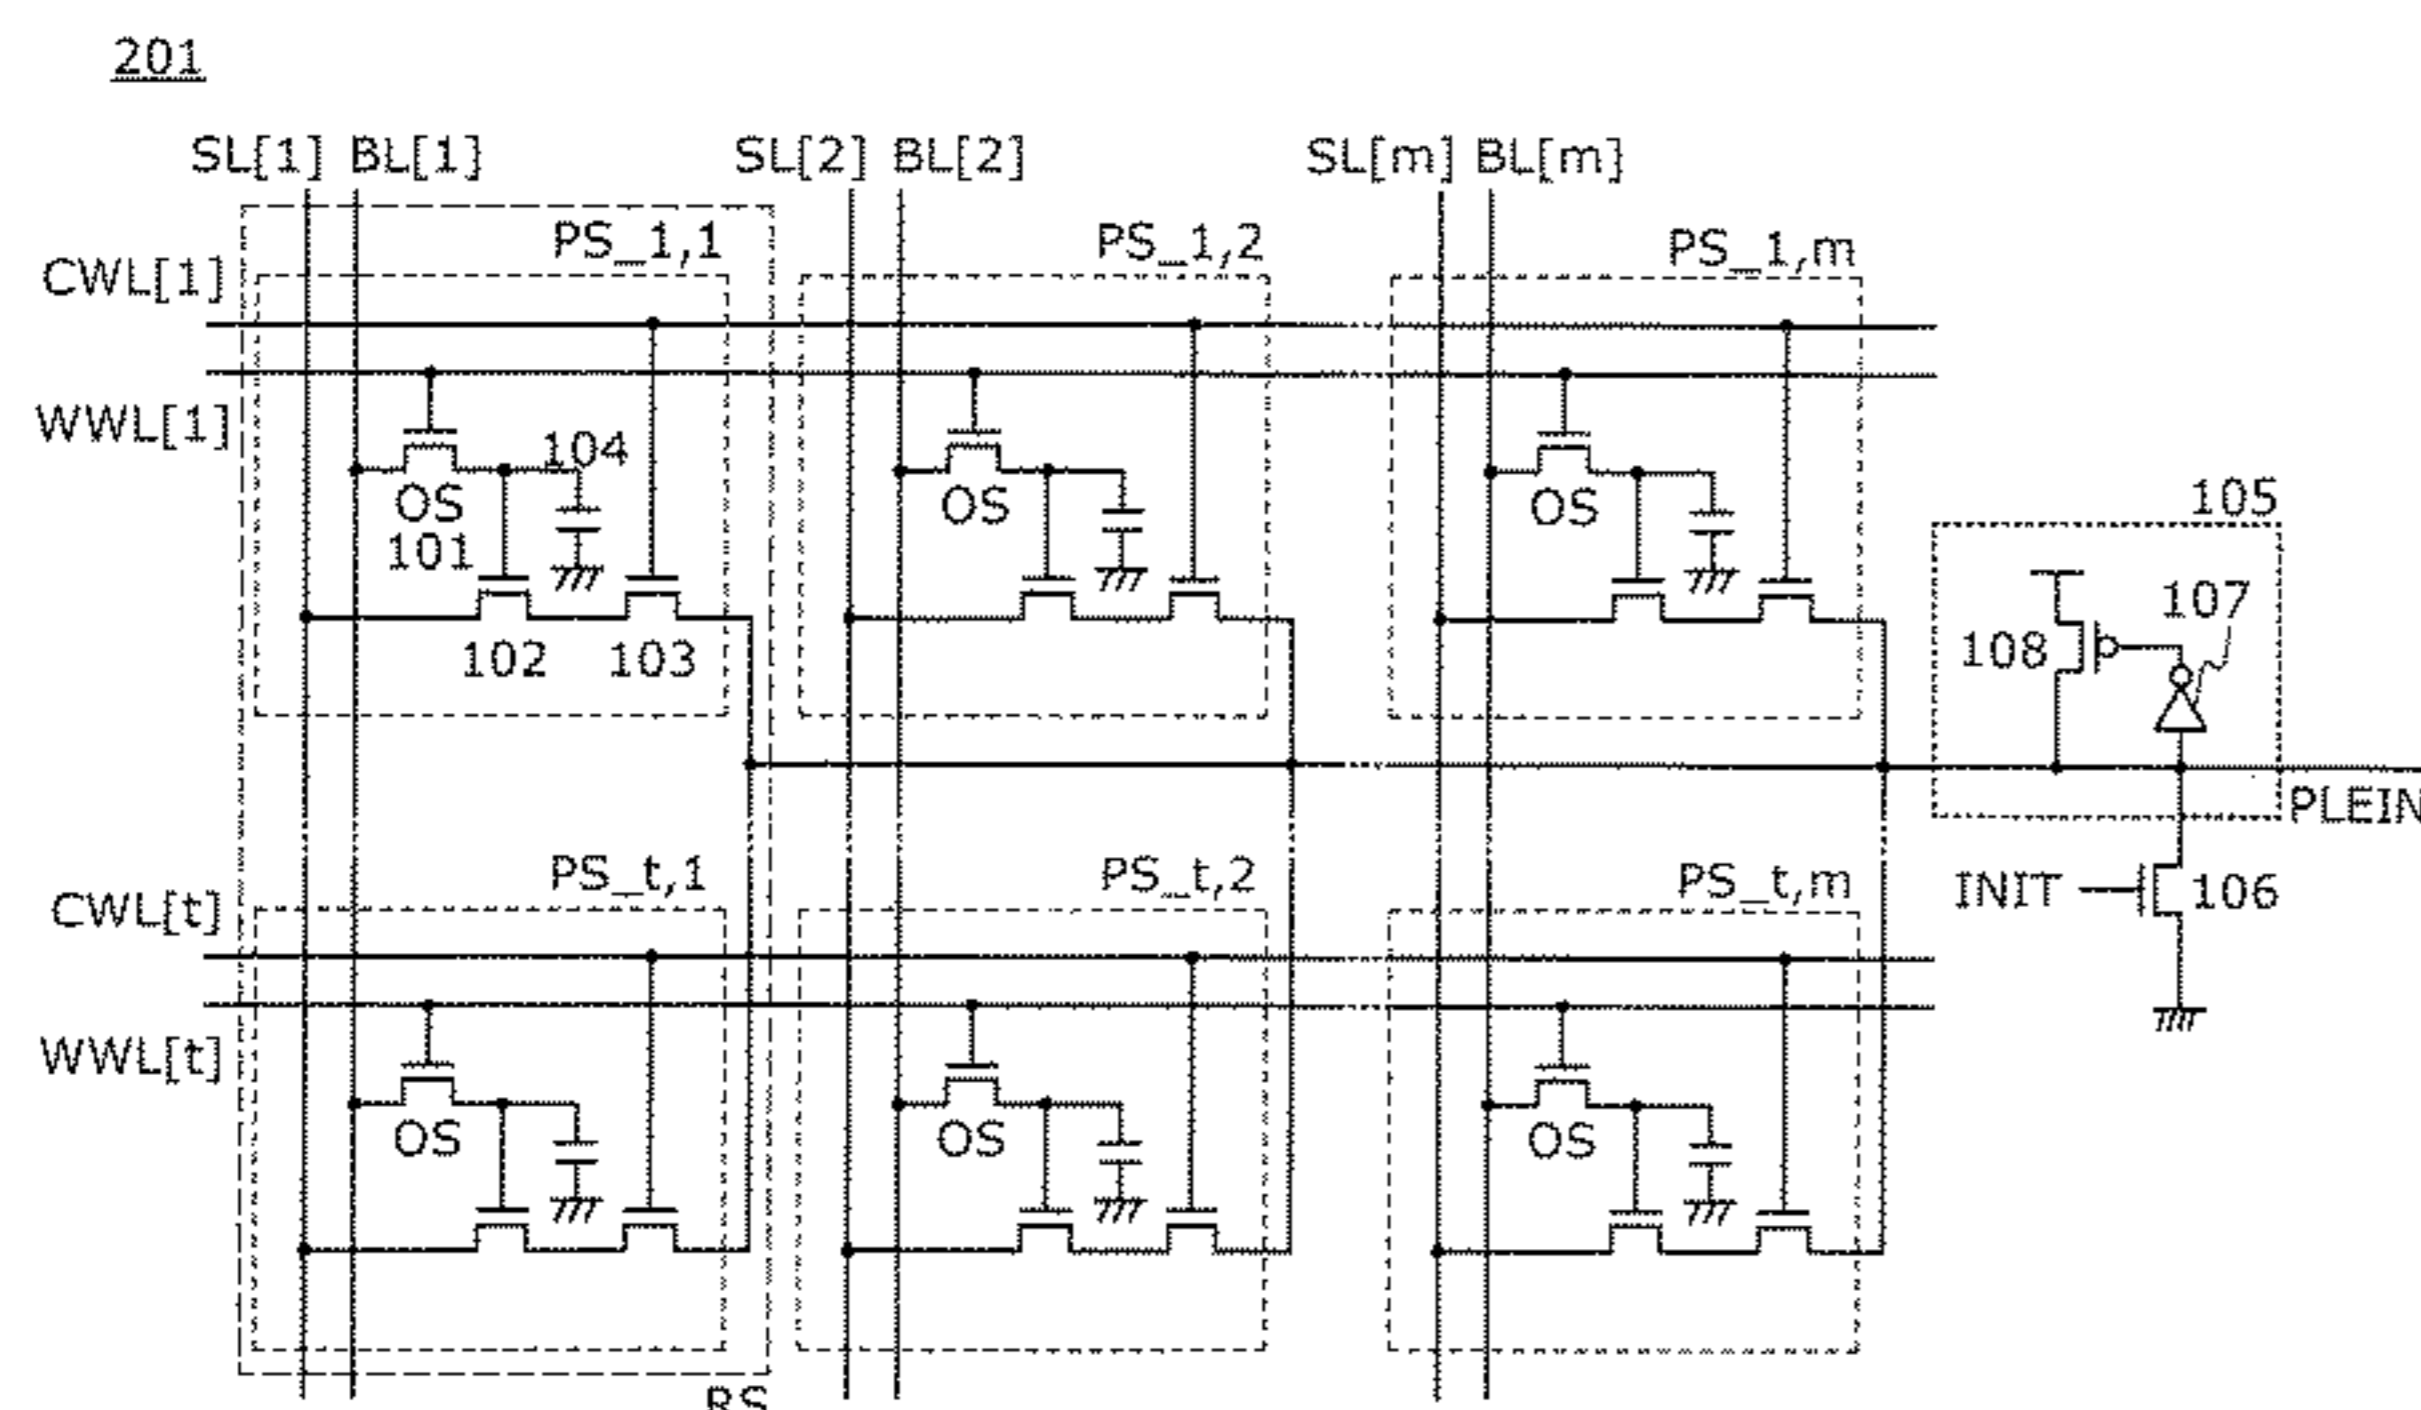 201
SL[1] BL[1] SL[2] BL[2] SL[m] BL[m]
PS_1,1 PS_1,2 PS_1,m
CWL[1]
WWL[1]
104
OS OS OS
101
105
107
108
102 103
PLEIN
PS_t,1 PS_t,2 PS_t,m
CWL[t]
INIT 106
WWL[t]
OS OS OS